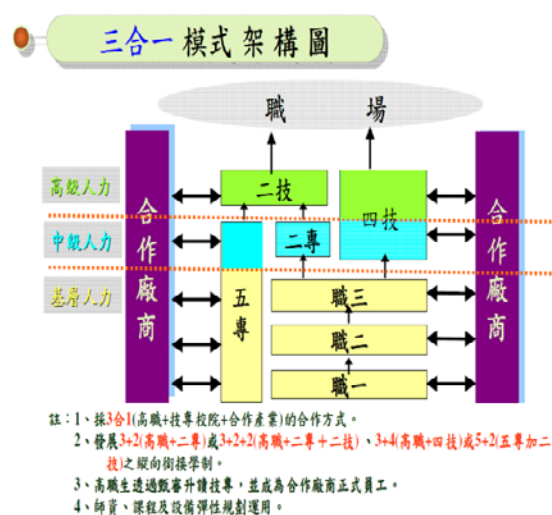 三合一 模式架構圖
職 場
高級人力
中級人力
基層人力
合作廠商
二技
四技
二專
五專
職三
職二
職一
合作廠商
註：1、採3合1(高職+技專校院+合作產業)的合作方式。
2、發展3+2(高職+二專)或3+2+2(高職+二專+二技)、3+4(高職+四技)或5+2(五專加二
技)之縱向銜接學制。
3、高職生透過甄審升讀技專，並成為合作廠商正式員工。
4、師資、課程及設備彈性規劃運用。